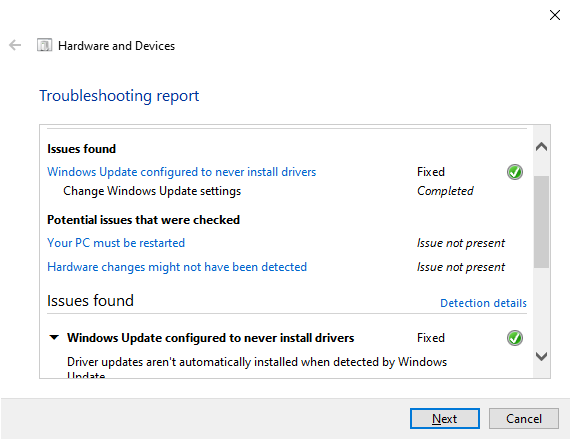 Hardware and Devices
Troubleshooting report
Issues found
Windows Update configured to never install drivers Fixed
Change Windows Update settings Completed
Potential issues that were checked
Your PC must be restarted Issue not present
Hardware changes might not have been detected Issue not present
Issues found Detection details
Windows Update configured to never install drivers Fixed
Driver updates aren't automatically installed when detected by Windows
Update.
Next Cancel